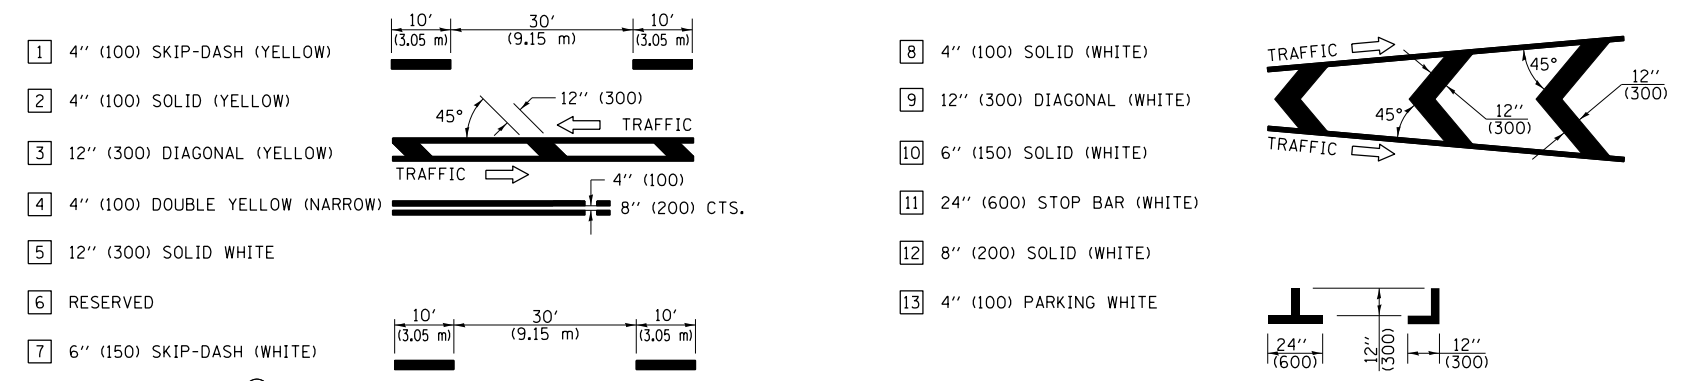 1 4'' (100) SKIP-DASH (YELLOW)
10' 30' 10'
(3.05 m) (9.15 m) (3.05 m)
2 4'' (100) SOLID (YELLOW)
45° 12'' (300)
TRAFFIC
3 12'' (300) DIAGONAL (YELLOW)
TRAFFIC
4 4'' (100) DOUBLE YELLOW (NARROW)
4'' (100)
8'' (200) CTS.
5 12'' (300) SOLID WHITE
6 RESERVED
7 6'' (150) SKIP-DASH (WHITE)
10' 30' 10'
(3.05 m) (9.15 m) (3.05 m)
8 4'' (100) SOLID (WHITE)
9 12'' (300) DIAGONAL (WHITE)
TRAFFIC
45°
12''
(300)
45°
12''
(300)
TRAFFIC
10 6'' (150) SOLID (WHITE)
11 24'' (600) STOP BAR (WHITE)
12 8'' (200) SOLID (WHITE)
13 4'' (100) PARKING WHITE
24''
(600)
12''
(300)
12''
(300)